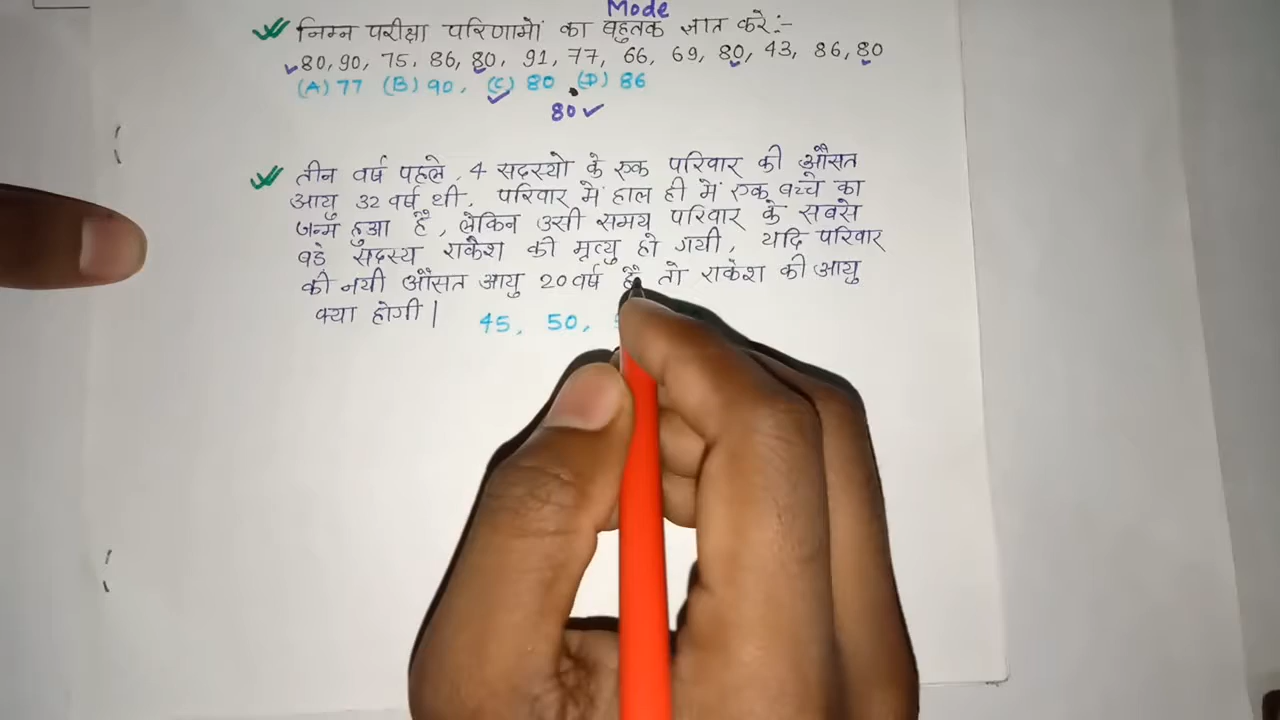 Mode
निम्न परीक्षा परिणामों का बहुतक ज्ञात करे:-
80, 90, 75, 86, 80, 91, 77, 66, 69, 80, 43, 86, 80
(A) 77 (B) 90, (C) 80 (D) 86
80
तीन वर्ष पहले, 4 सदस्यो के एक परिवार की औसत
आयु 32 वर्ष थी, परिवार में हाल ही में एक बच्चे का
जन्म हुआ है, लेकिन उसी समय परिवार के सबसे
बडे सदस्य राकेश की मृत्यु हो गयी, यदि परिवार
की नयी औसत आयु 20 वर्ष है तो राकेश की आयु
क्या होगी |
45, 50,